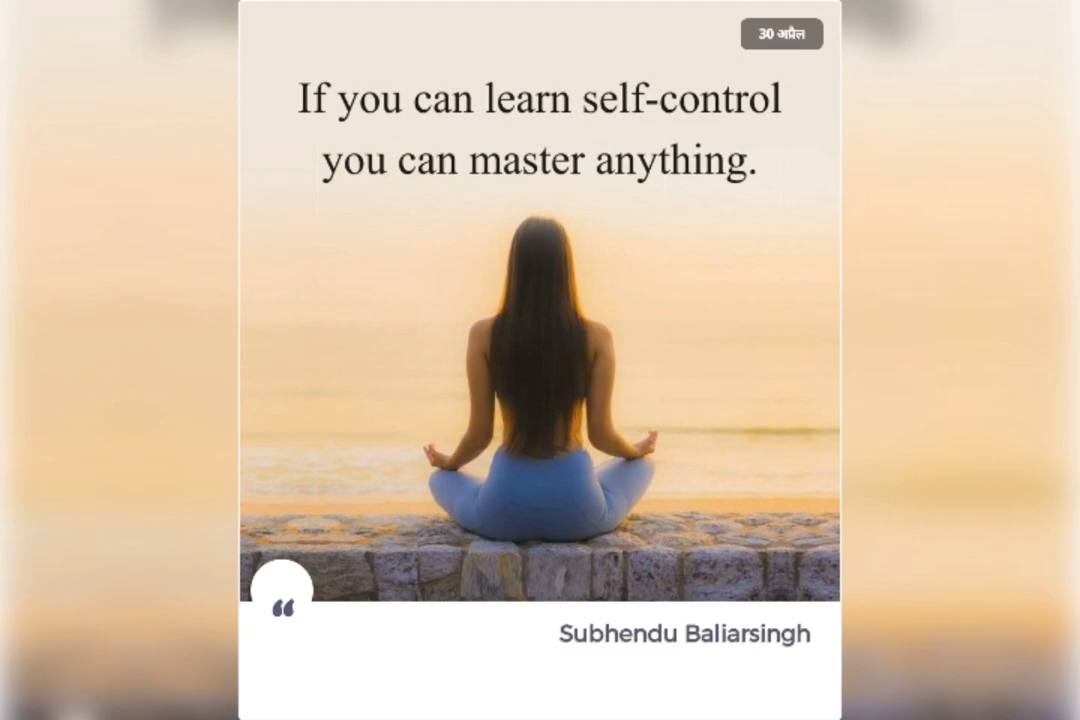 30 अप्रैल
If you can learn self-control
you can master anything.
Subhendu Baliarsingh